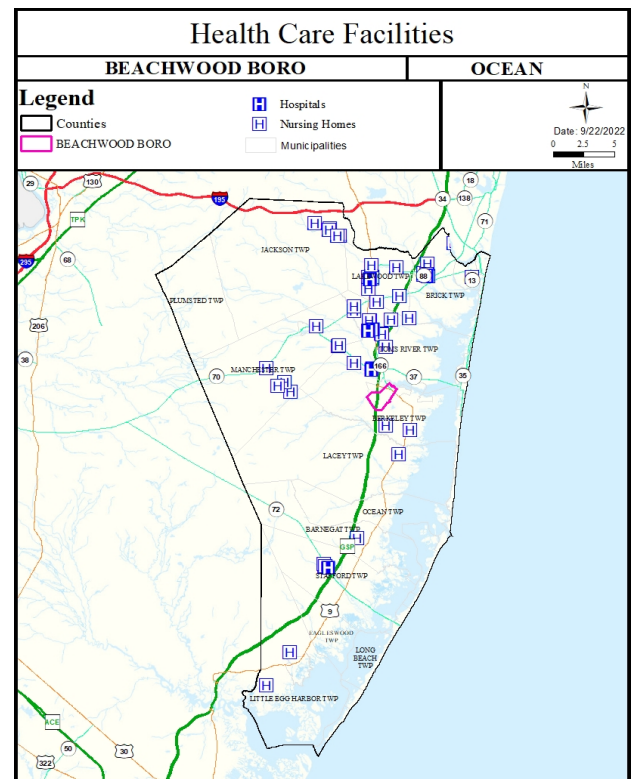 Health Care Facilities
BEACHWOOD BORO
OCEAN
Legend
Counties
BEACHWOOD BORO
H Hospitals
H Nursing Homes
Municipalities
N
Date: 9/22/2022
0 2.5 5
Miles
29
130
195
18
34
138
TPK
71
JACKSON TWP
68
295
LAKEWOOD TWP
88
13
PLUMSTED TWP
BRICK TWP
206
TOMS RIVER TWP
38
166
70
MANCHESTER TWP
37
35
BERKELEY TWP
LACEY TWP
72
OCEAN TWP
BARNEGAT TWP
GSP
STAFFORD TWP
9
EAGLESWOOD
TWP
LONG
BEACH
TWP
LITTLE EGG HARBOR TWP
ACE
50
30
322